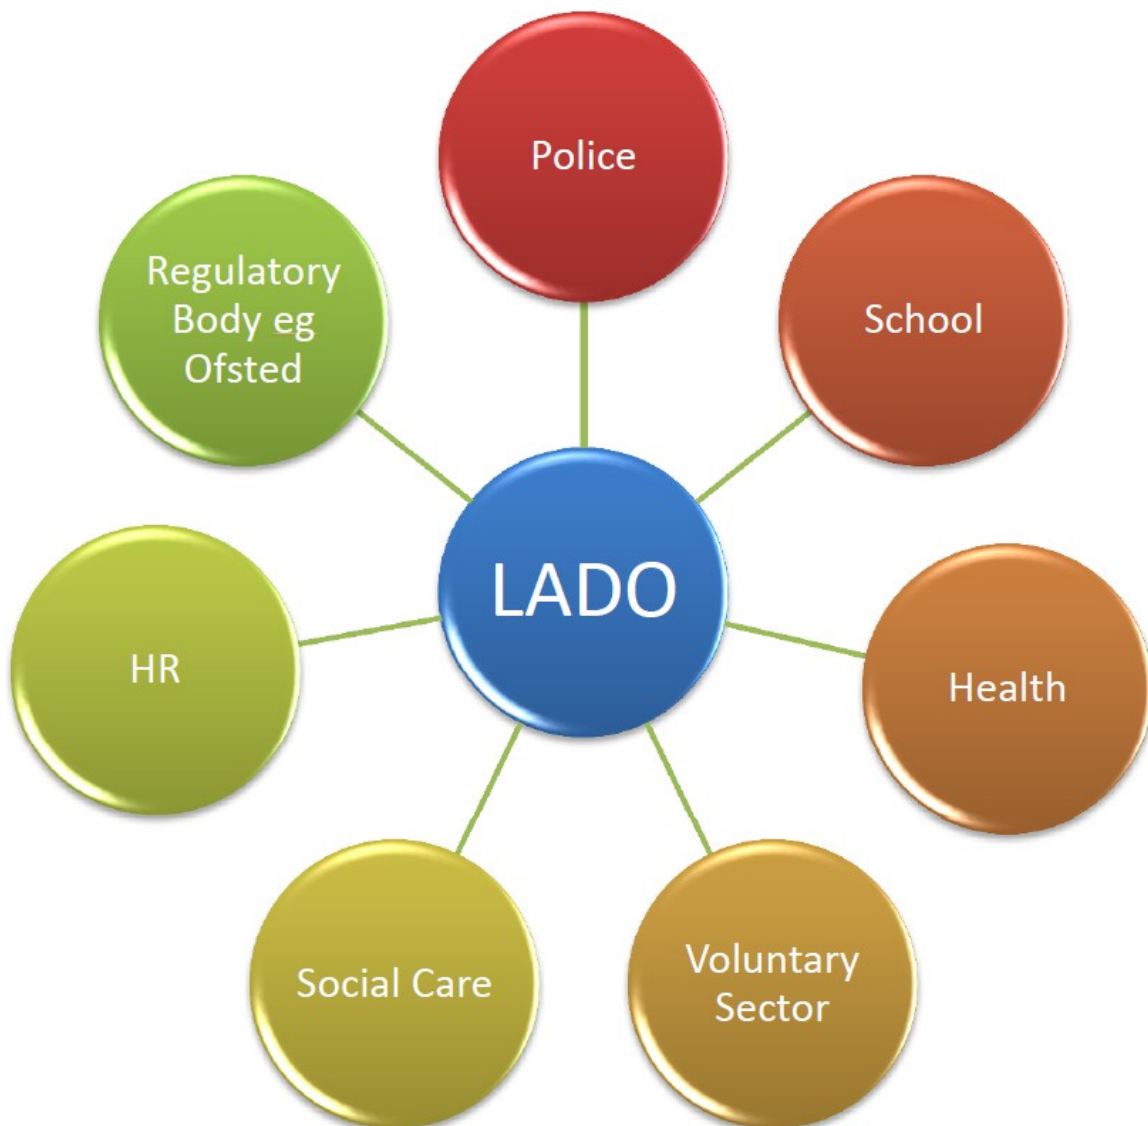 Police
School
Health
Voluntary
Sector
Social Care
HR
Regulatory
Body eg
Ofsted
LADO